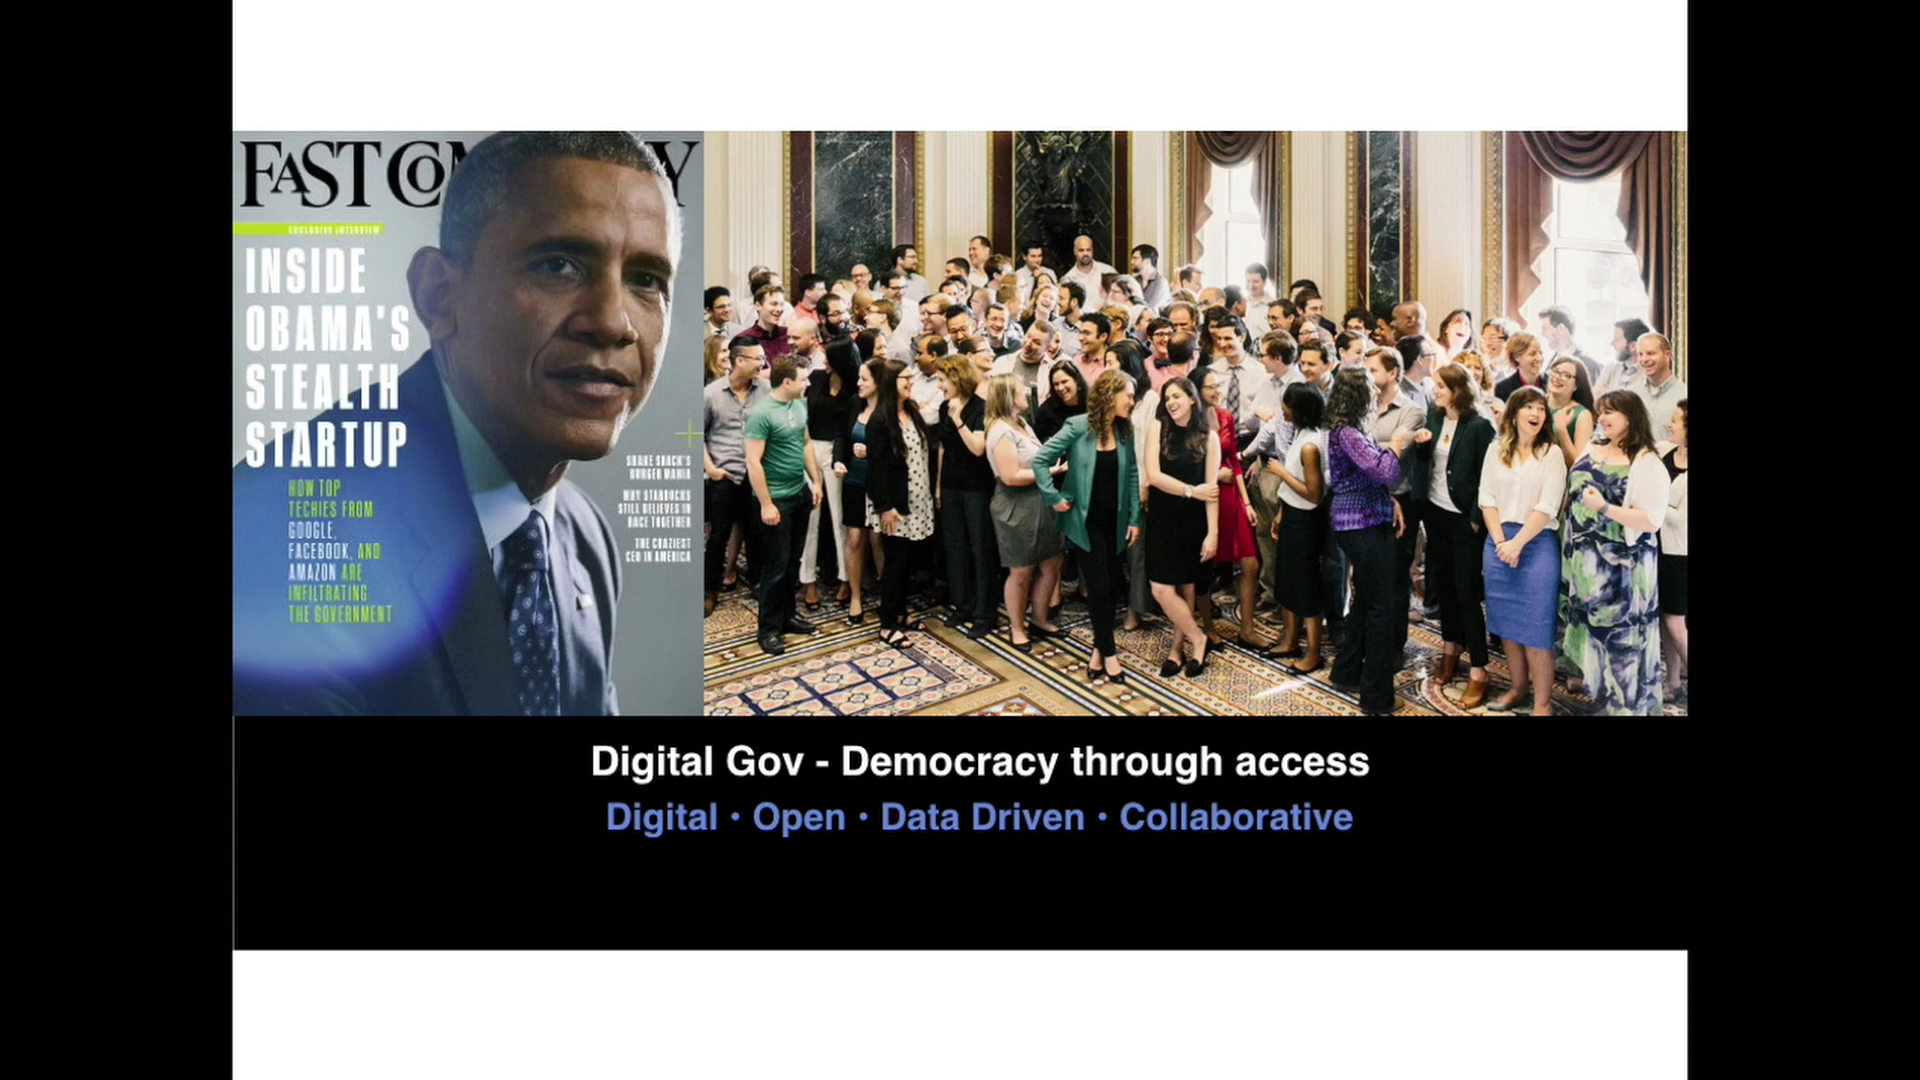 FAST CO Y
EXCLUSIVE INTERVIEW
INSIDE
OBAMA'S
STEALTH
STARTUP
HOW TOP
TECHIES FROM
GOOGLE,
FACEBOOK, AND
AMAZON ARE
INFILTRATING
THE GOVERNMENT
SHAKE SHACK'S
BURGER MANIA
WHY STARBUCKS
STILL BELIEVES IN
RACE TOGETHER
THE CRAZIEST
CEO IN AMERICA
Digital Gov - Democracy through access
Digital • Open • Data Driven • Collaborative